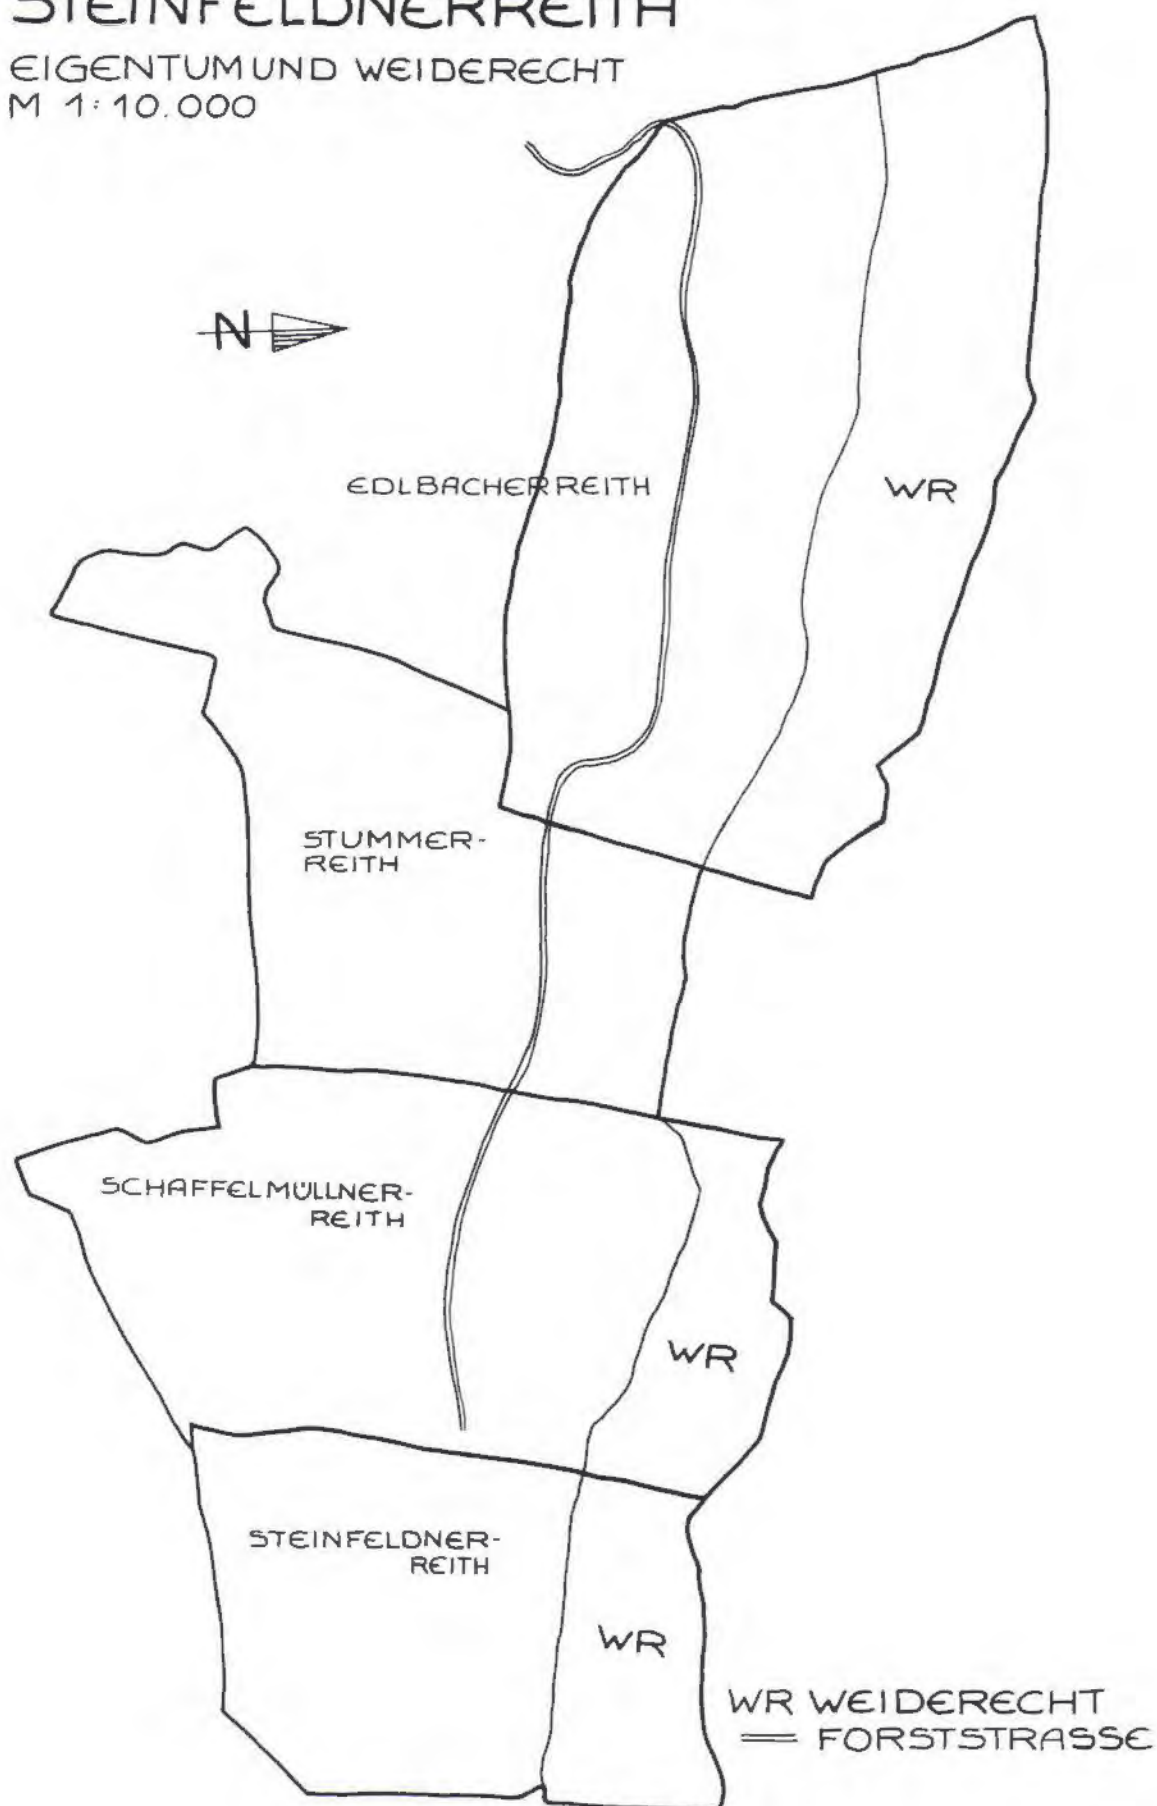 STEINFELDNERREITH
EIGENTUM UND WEIDERECHT
M 1:10.000
N
EDLBACHERREITH
WR
STUMMER-
REITH
SCHAFFELMÜLLNER-
REITH
WR
STEINFELDNER-
REITH
WR
WR WEIDERECHT
FORSTSTRASSE